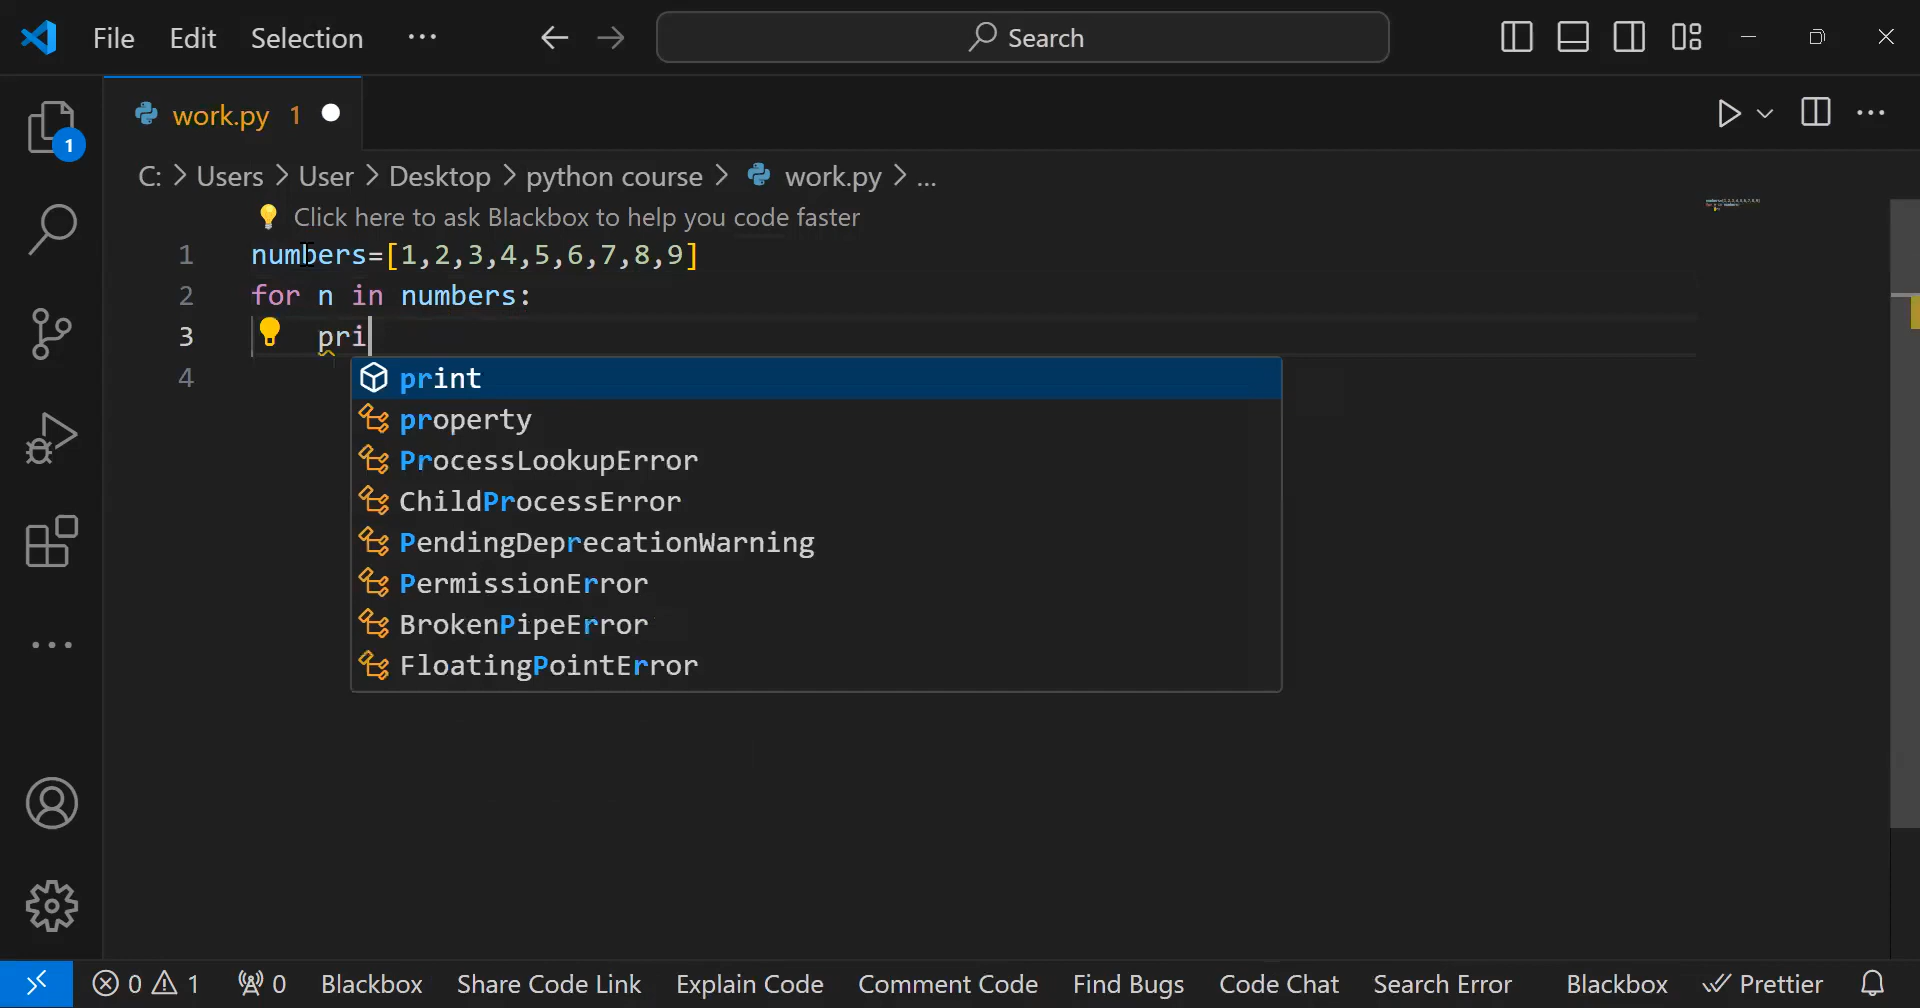 File Edit Selection ··· Search
work.py 1
C: > Users > User > Desktop > python course > work.py > ...
Click here to ask Blackbox to help you code faster
1 numbers=[1,2,3,4,5,6,7,8,9]
2 for n in numbers:
3 pri
4
print
property
ProcessLookupError
ChildProcessError
PendingDeprecationWarning
PermissionError
BrokenPipeError
FloatingPointError
1
0 1 0 Blackbox Share Code Link Explain Code Comment Code Find Bugs Code Chat Search Error Blackbox Prettier